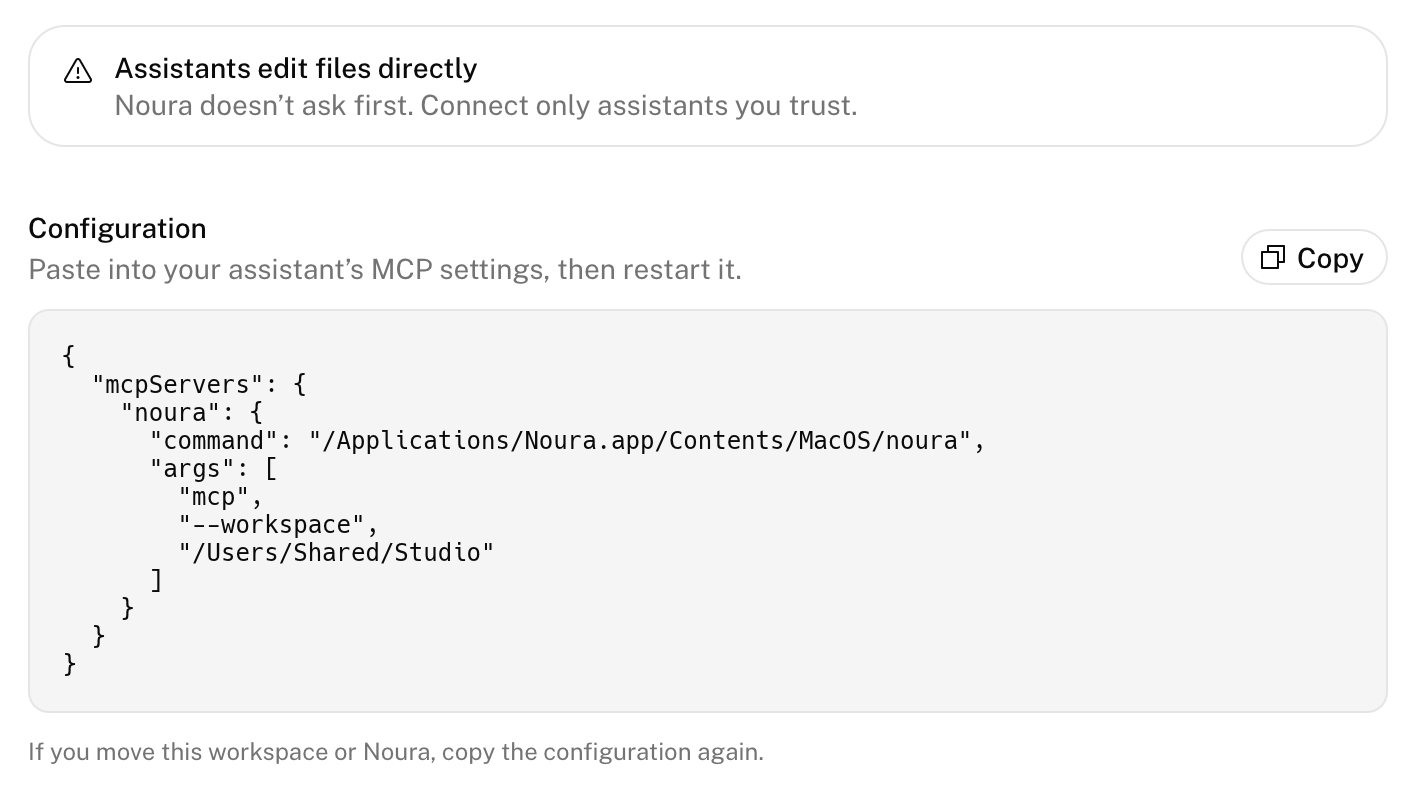 Assistants edit files directly
Noura doesn’t ask first. Connect only assistants you trust.
Configuration
Paste into your assistant’s MCP settings, then restart it.
Copy
{
  "mcpServers": {
    "noura": {
      "command": "/Applications/Noura.app/Contents/MacOS/noura",
      "args": [
        "mcp",
        "--workspace",
        "/Users/Shared/Studio"
      ]
    }
  }
}
If you move this workspace or Noura, copy the configuration again.